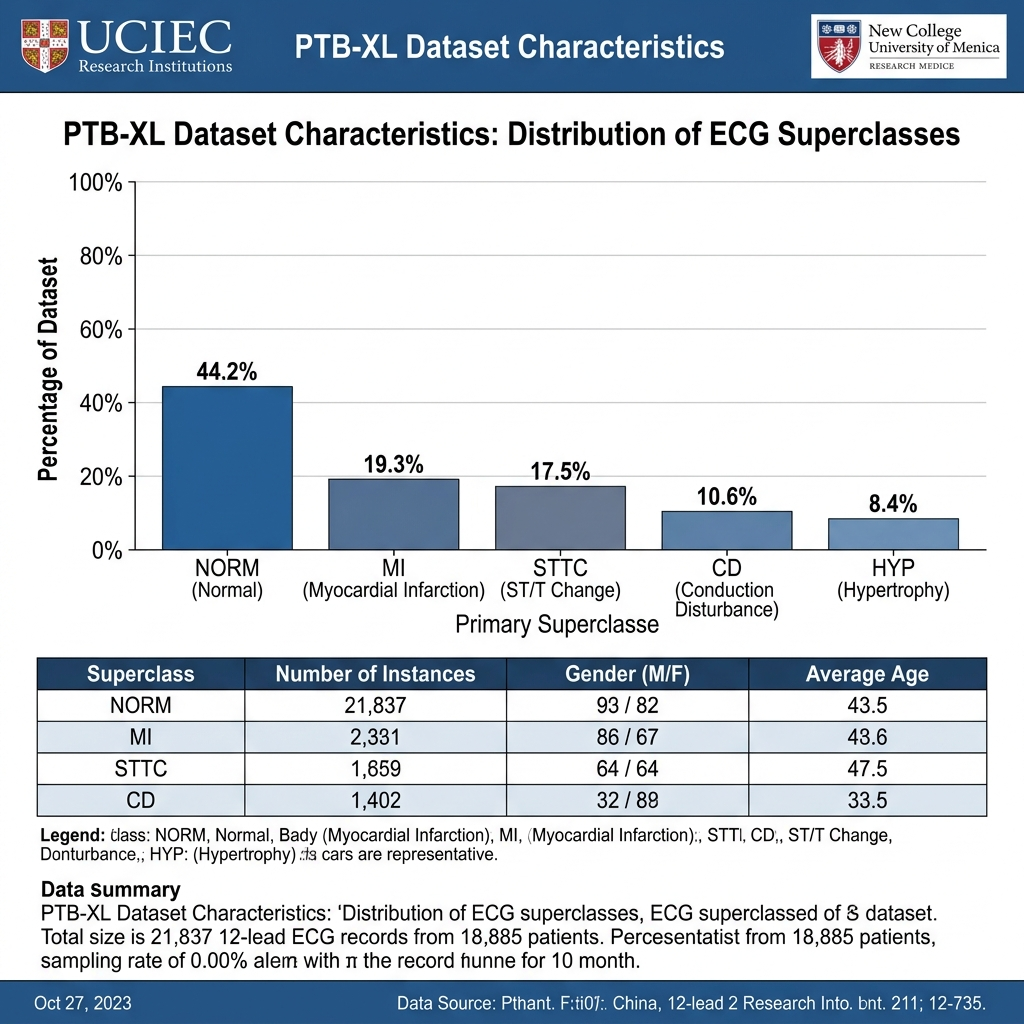 UCIEC
Research Institutions
PTB-XL Dataset Characteristics
New College
University of Menica
RESEARCH MEDICE
PTB-XL Dataset Characteristics: Distribution of ECG Superclasses
Percentage of Dataset
100%
80%
60%
40%
20%
0%
44.2%
19.3%
17.5%
10.6%
8.4%
NORM
(Normal)
MI
(Myocardial Infarction)
STTC
(ST/T Change)
CD
(Conduction
Disturbance)
HYP
(Hypertrophy)
Primary Superclasse
Superclass Number of Instances Gender (M/F) Average Age
NORM 21,837 93 / 82 43.5
MI 2,331 86 / 67 43.6
STTC 1,859 64 / 64 47.5
CD 1,402 32 / 89 33.5
Legend: class: NORM, Normal, Bady (Myocardial Infarction), MI, (Myocardial Infarction):, CD:, ST/T Change,
Donturbance,; HYP: (Hypertrophy) cars are representative.
Data summary
PTB-XL Dataset Characteristics: 'Distribution of ECG superclasses, ECG superclassed of dataset.
Total size is 21,837 12-lead ECG records from 18,885 patients. Percesentatist from 18,885 patients,
sampling rate of 0.00% with the record for 10 month.
Oct 27, 2023
Data Source: Pthant. China, 12-lead 2 Research Into. bnt. 211; 12-735.